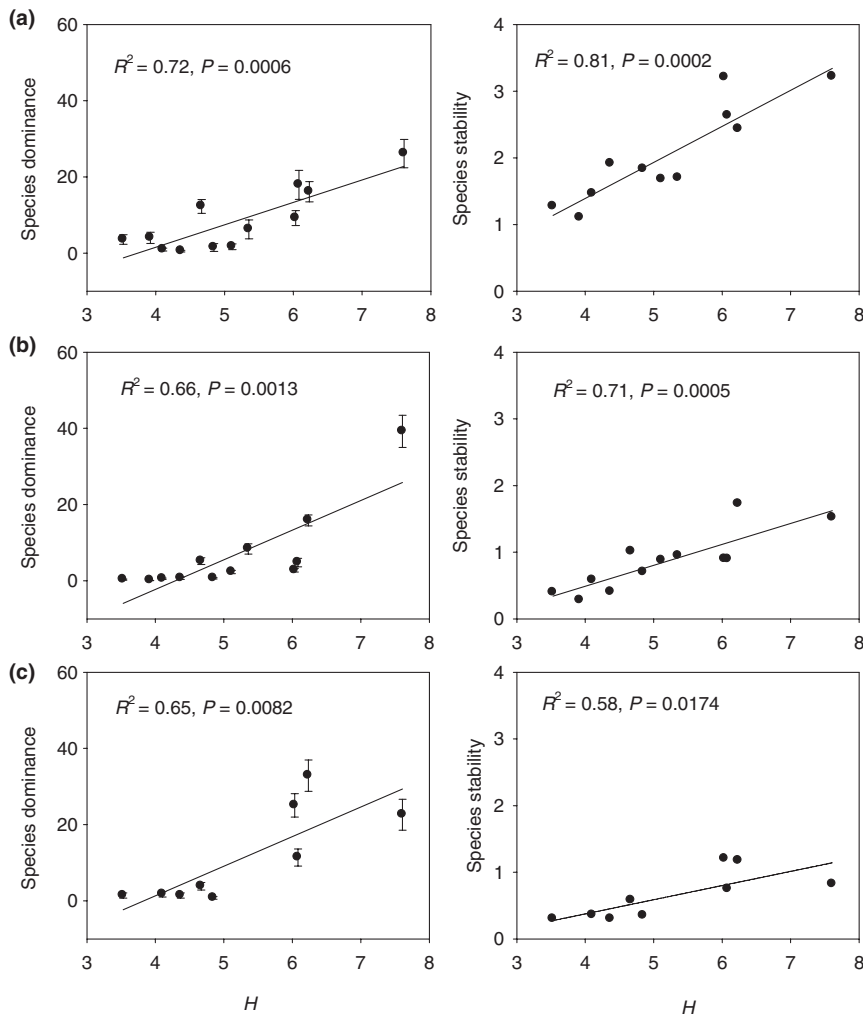 (a)
60
40
20
0
Species dominance
R² = 0.72, P = 0.0006
3 4 5 6 7 8
4
3
2
1
0
Species stability
R² = 0.81, P = 0.0002
3 4 5 6 7 8
(b)
60
40
20
0
Species dominance
R² = 0.66, P = 0.0013
3 4 5 6 7 8
4
3
2
1
0
Species stability
R² = 0.71, P = 0.0005
3 4 5 6 7 8
(c)
60
40
20
0
Species dominance
R² = 0.65, P = 0.0082
3 4 5 6 7 8
H
4
3
2
1
0
Species stability
R² = 0.58, P = 0.0174
3 4 5 6 7 8
H